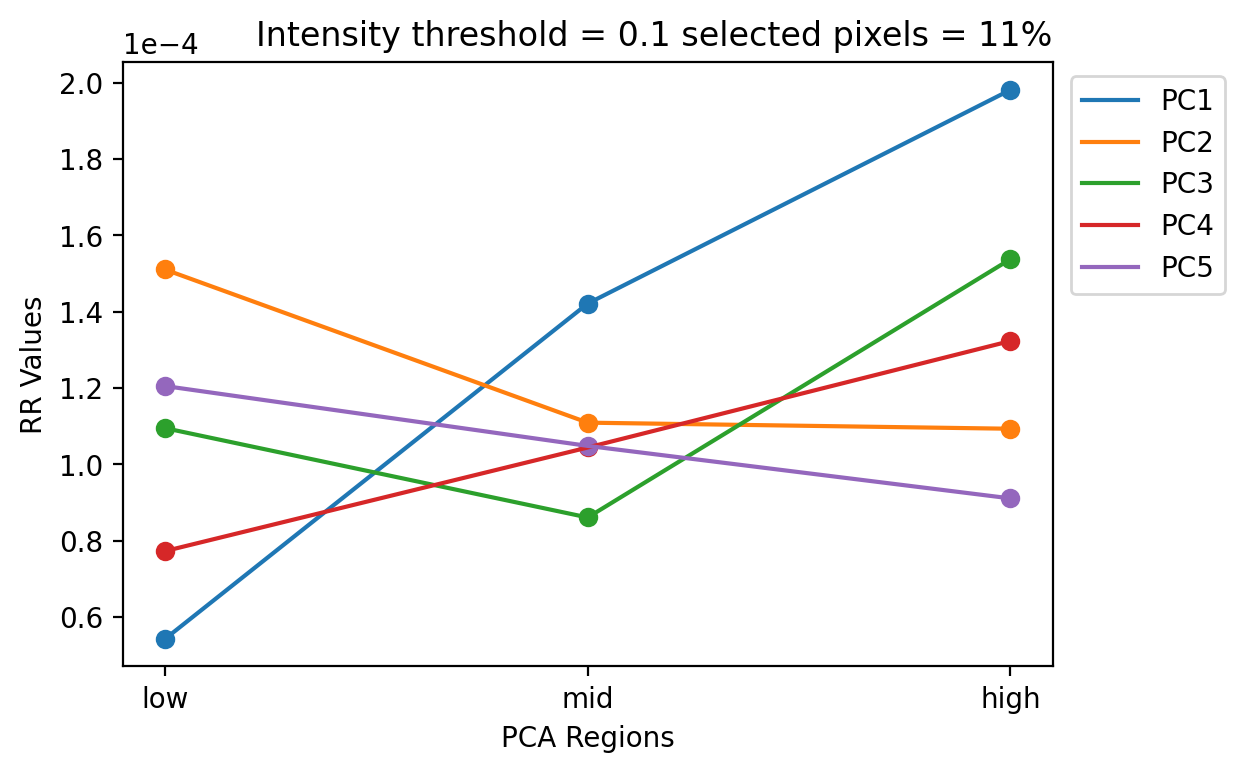 Intensity threshold = 0.1 selected pixels = 11%
1e−4
2.0
1.8
1.6
1.4
1.2
1.0
0.8
0.6
RR Values
low mid high
PCA Regions
PC1
PC2
PC3
PC4
PC5